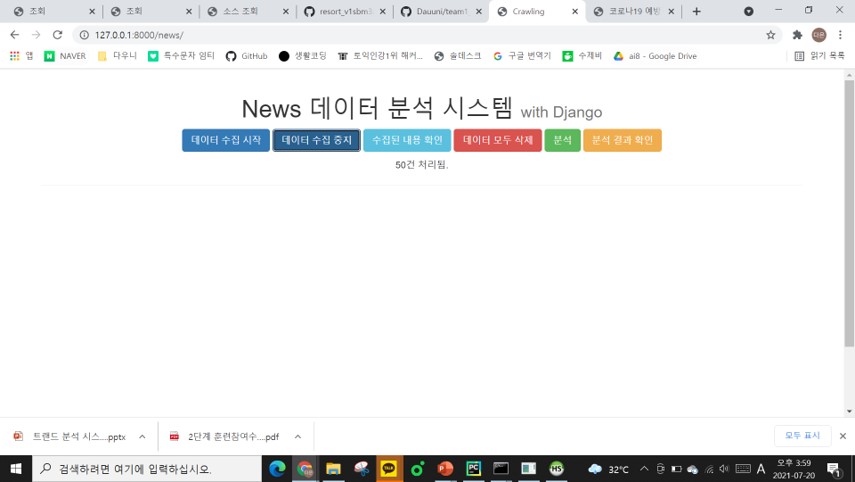 조회
조회
소스 조회
resort_v1sbm3
Dauuni/team1
Crawling
코로나19 예방
127.0.0.1:8000/news/
다운
앱
NAVER
다우니
특수문자 임티
GitHub
생활코딩
토익인강1위 해커...
솔데스크
구글 번역기
수제비
ai8 - Google Drive
읽기 목록
News 데이터 분석 시스템 with Django
데이터 수집 시작 데이터 수집 중지 수집된 내용 확인 데이터 모두 삭제 분석 분석 결과 확인
50건 처리됨.
트랜드 분석 시스....pptx
2단계 훈련참여수....pdf
모두 표시
검색하려면 여기에 입력하십시오.
32°C
A
오후 3:59
2021-07-20
1